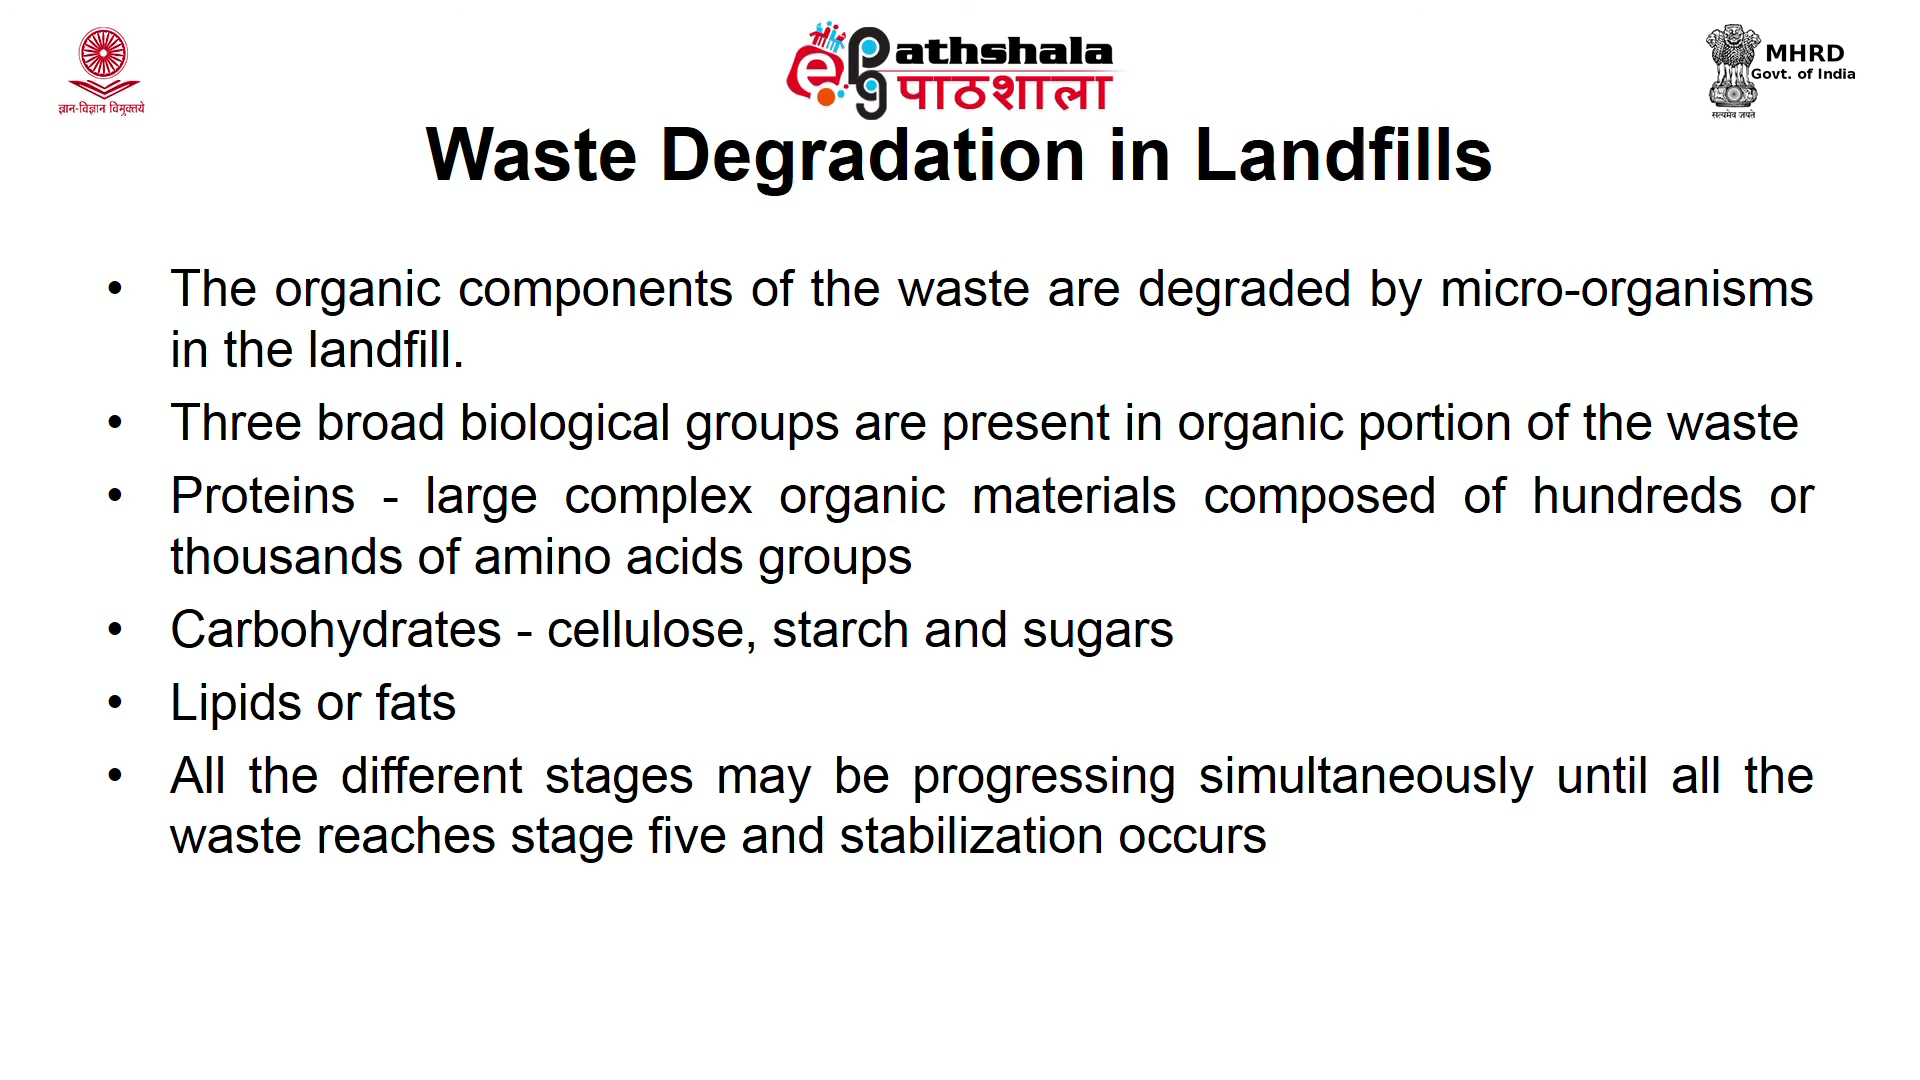 ज्ञान-विज्ञान विमुक्तये
ePGathshala
पाठशाला
MHRD
Govt. of India
सत्यमेव जयते
Waste Degradation in Landfills
• The organic components of the waste are degraded by micro-organisms
in the landfill.
• Three broad biological groups are present in organic portion of the waste
• Proteins - large complex organic materials composed of hundreds or
thousands of amino acids groups
• Carbohydrates - cellulose, starch and sugars
• Lipids or fats
• All the different stages may be progressing simultaneously until all the
waste reaches stage five and stabilization occurs